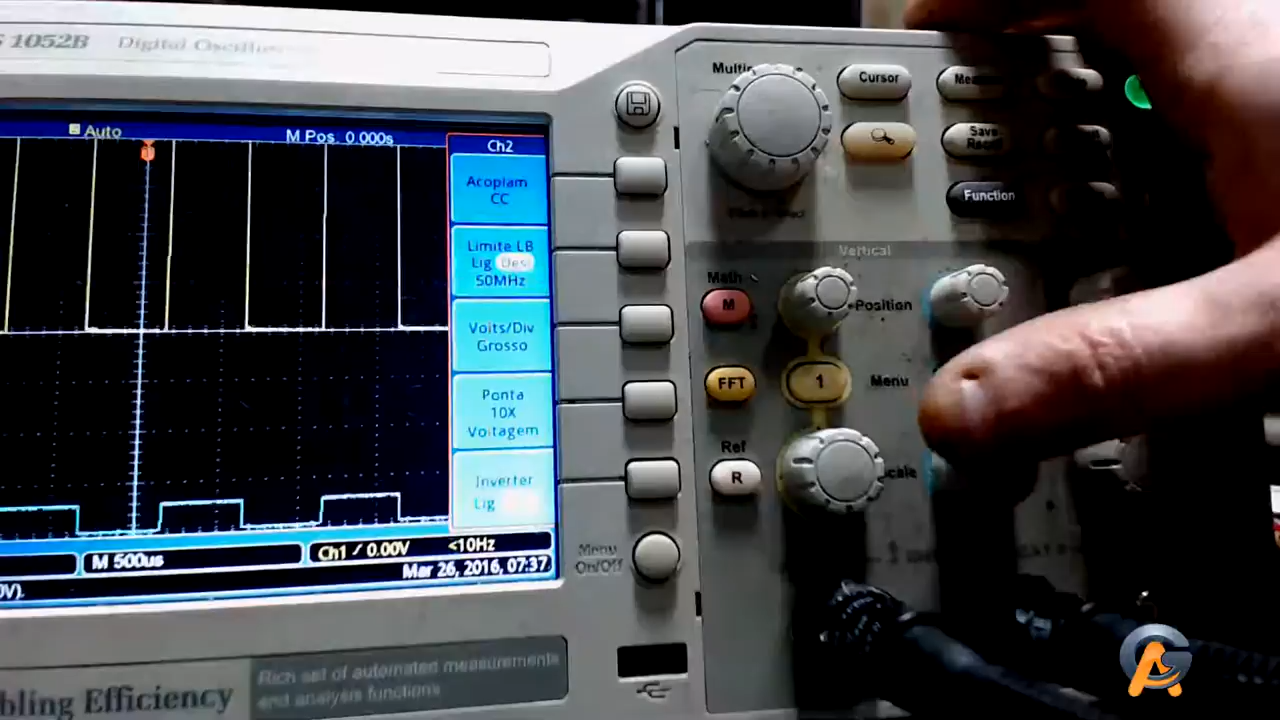 1052B Digital
Auto
M Pos: 0.000s
Ch2
Acoplam
CC
Limite LB
Lig Des
50MHz
Volts/Div
Grosso
Ponta
10X
Voltagem
Inverter
Lig
M 500us
Ch1 / 0.00V <10Hz
Mar 26, 2016, 07:37
0V).
Cursor
Save
Function
Vertical
Math
M
Position
FFT
1
Menu
Ref
R
Scale
Menu
On/Off
bling Efficiency
Rich set of automated measurements
and analysis functions